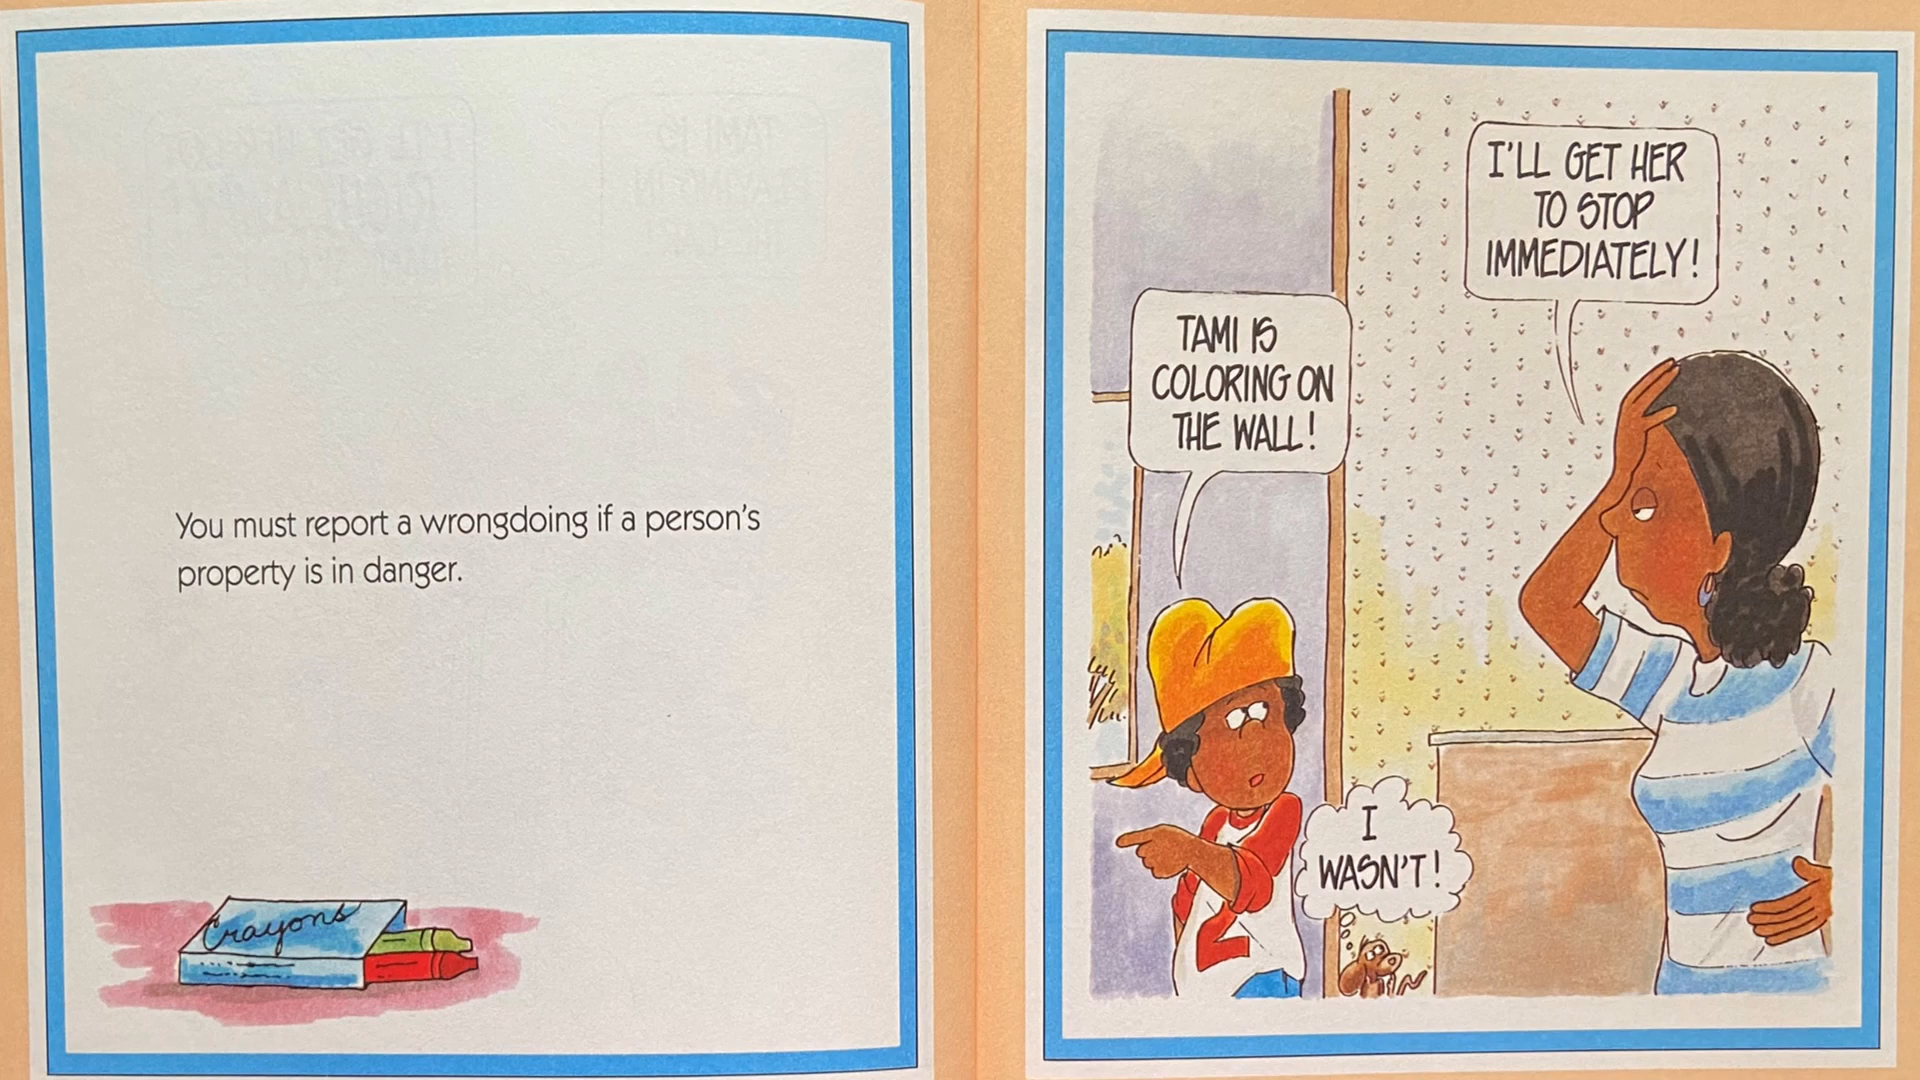 You must report a wrongdoing if a person's
property is in danger.
Crayons
TAMI IS
COLORING ON
THE WALL!
I'LL GET HER
TO STOP
IMMEDIATELY!
I
WASN'T!
2